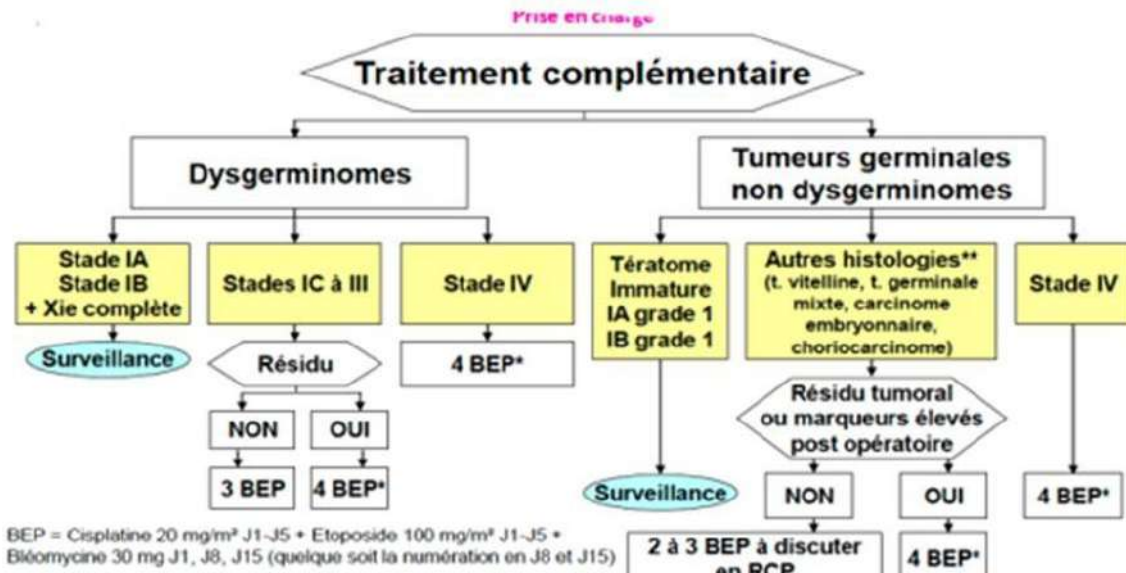 Prise en charge
Traitement complémentaire
Dysgerminomes
Tumeurs germinales
non dysgerminomes
Stade IA
Stade IB
+ Xie complète
Stades IC à III
Stade IV
Tératome
Immature
IA grade 1
IB grade 1
Autres histologies**
(t. vitelline, t. germinale
mixte, carcinome
embryonnaire,
choriocarcinome)
Stade IV
Surveillance
Résidu
4 BEP*
Résidu tumoral
ou marqueurs élevés
post opératoire
NON
OUI
3 BEP
4 BEP*
Surveillance
NON
OUI
4 BEP*
2 à 3 BEP à discuter
en RCP
4 BEP*
BEP = Cisplatine 20 mg/m² J1-J5 + Etoposide 100 mg/m² J1-J5 +
Bléomycine 30 mg J1, J8, J15 (quelque soit la numération en J8 et J15)